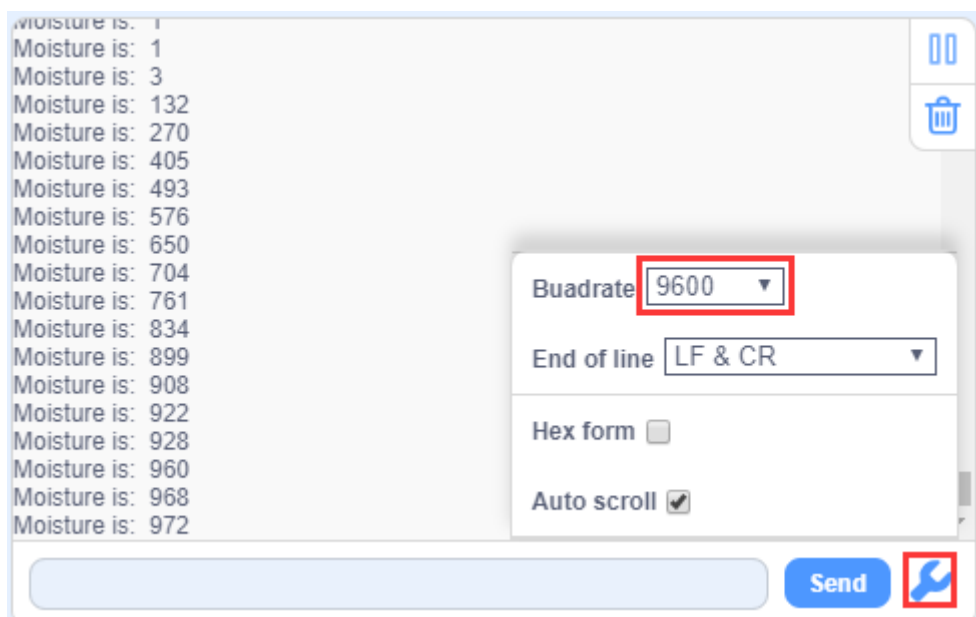 Moisture is: 1
Moisture is: 1
Moisture is: 3
Moisture is: 132
Moisture is: 270
Moisture is: 405
Moisture is: 493
Moisture is: 576
Moisture is: 650
Moisture is: 704
Moisture is: 761
Moisture is: 834
Moisture is: 899
Moisture is: 908
Moisture is: 922
Moisture is: 928
Moisture is: 960
Moisture is: 968
Moisture is: 972
Buadrate 9600
End of line LF & CR
Hex form
Auto scroll
Send